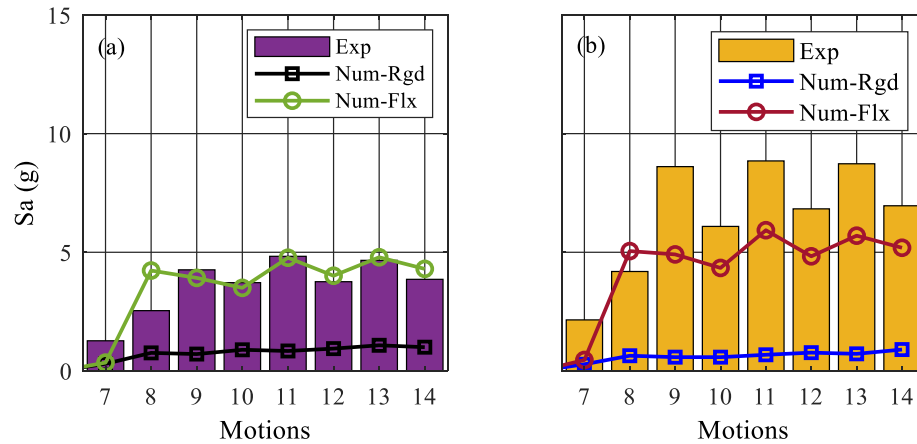 (a)
Exp
Num-Rgd
Num-Flx
15
10
5
0
Sa (g)
7 8 9 10 11 12 13 14
Motions
(b)
Exp
Num-Rgd
Num-Flx
7 8 9 10 11 12 13 14
Motions